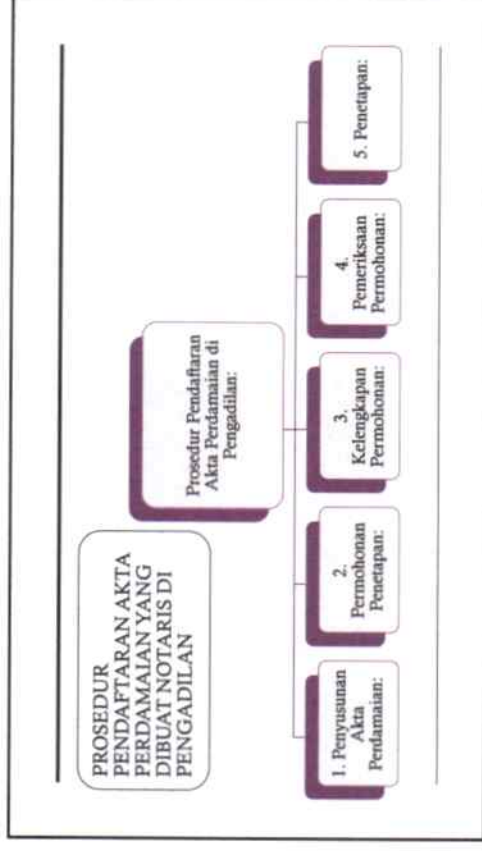 PROSEDUR
PENDAFTARAN AKTA
PERDAMAIAN YANG
DIBUAT NOTARIS DI
PENGADILAN
Prosedur Pendaftaran
Akta Perdamaian di
Pengadilan:
1. Penyusunan
Akta
Perdamaian:
2.
Permohonan
Penetapan:
3.
Kelengkapan
Permohonan:
4.
Pemeriksaan
Permohonan:
5. Penetapan: